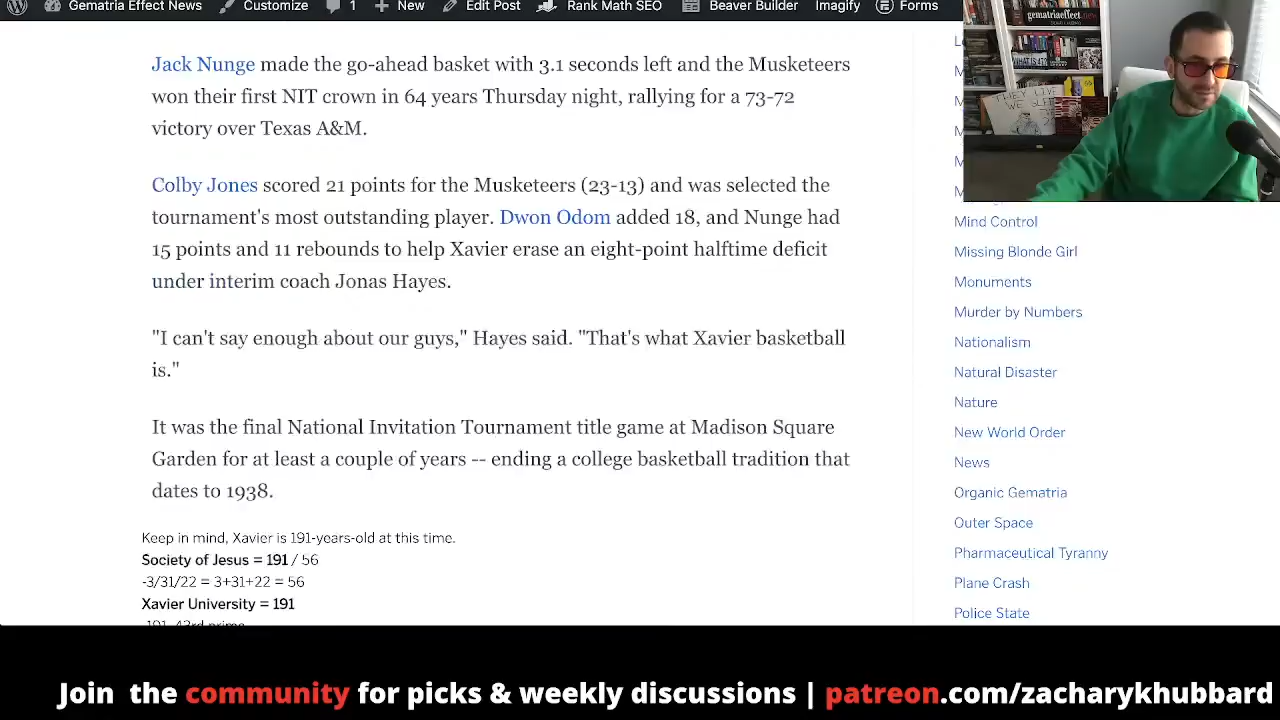 Gematria Effect News
Customize
1
New
Edit Post
Rank Math SEO
Beaver Builder
Imagify
Forms
gematriaeffect.news
Jack Nunge made the go-ahead basket with 3.1 seconds left and the Musketeers
won their first NIT crown in 64 years Thursday night, rallying for a 73-72
victory over Texas A&M.
Colby Jones scored 21 points for the Musketeers (23-13) and was selected the
tournament's most outstanding player. Dwon Odom added 18, and Nunge had
15 points and 11 rebounds to help Xavier erase an eight-point halftime deficit
under interim coach Jonas Hayes.
"I can't say enough about our guys," Hayes said. "That's what Xavier basketball
is."
It was the final National Invitation Tournament title game at Madison Square
Garden for at least a couple of years -- ending a college basketball tradition that
dates to 1938.
Keep in mind, Xavier is 191-years-old at this time.
Society of Jesus = 191 / 56
-3/31/22 = 3+31+22 = 56
Xavier University = 191
-191, 43rd prime
THEY LIVE
WE SLEEP
Mind Control
Missing Blonde Girl
Monuments
Murder by Numbers
Nationalism
Natural Disaster
Nature
New World Order
News
Organic Gematria
Outer Space
Pharmaceutical Tyranny
Plane Crash
Police State
Join the community for picks & weekly discussions | patreon.com/zacharykhubbard